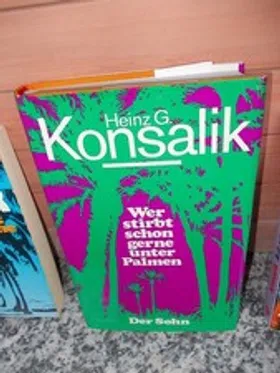 Heinz G.
Konsalik
Wer
stirbt
schon
gerne
unter
Palmen
Der Sohn